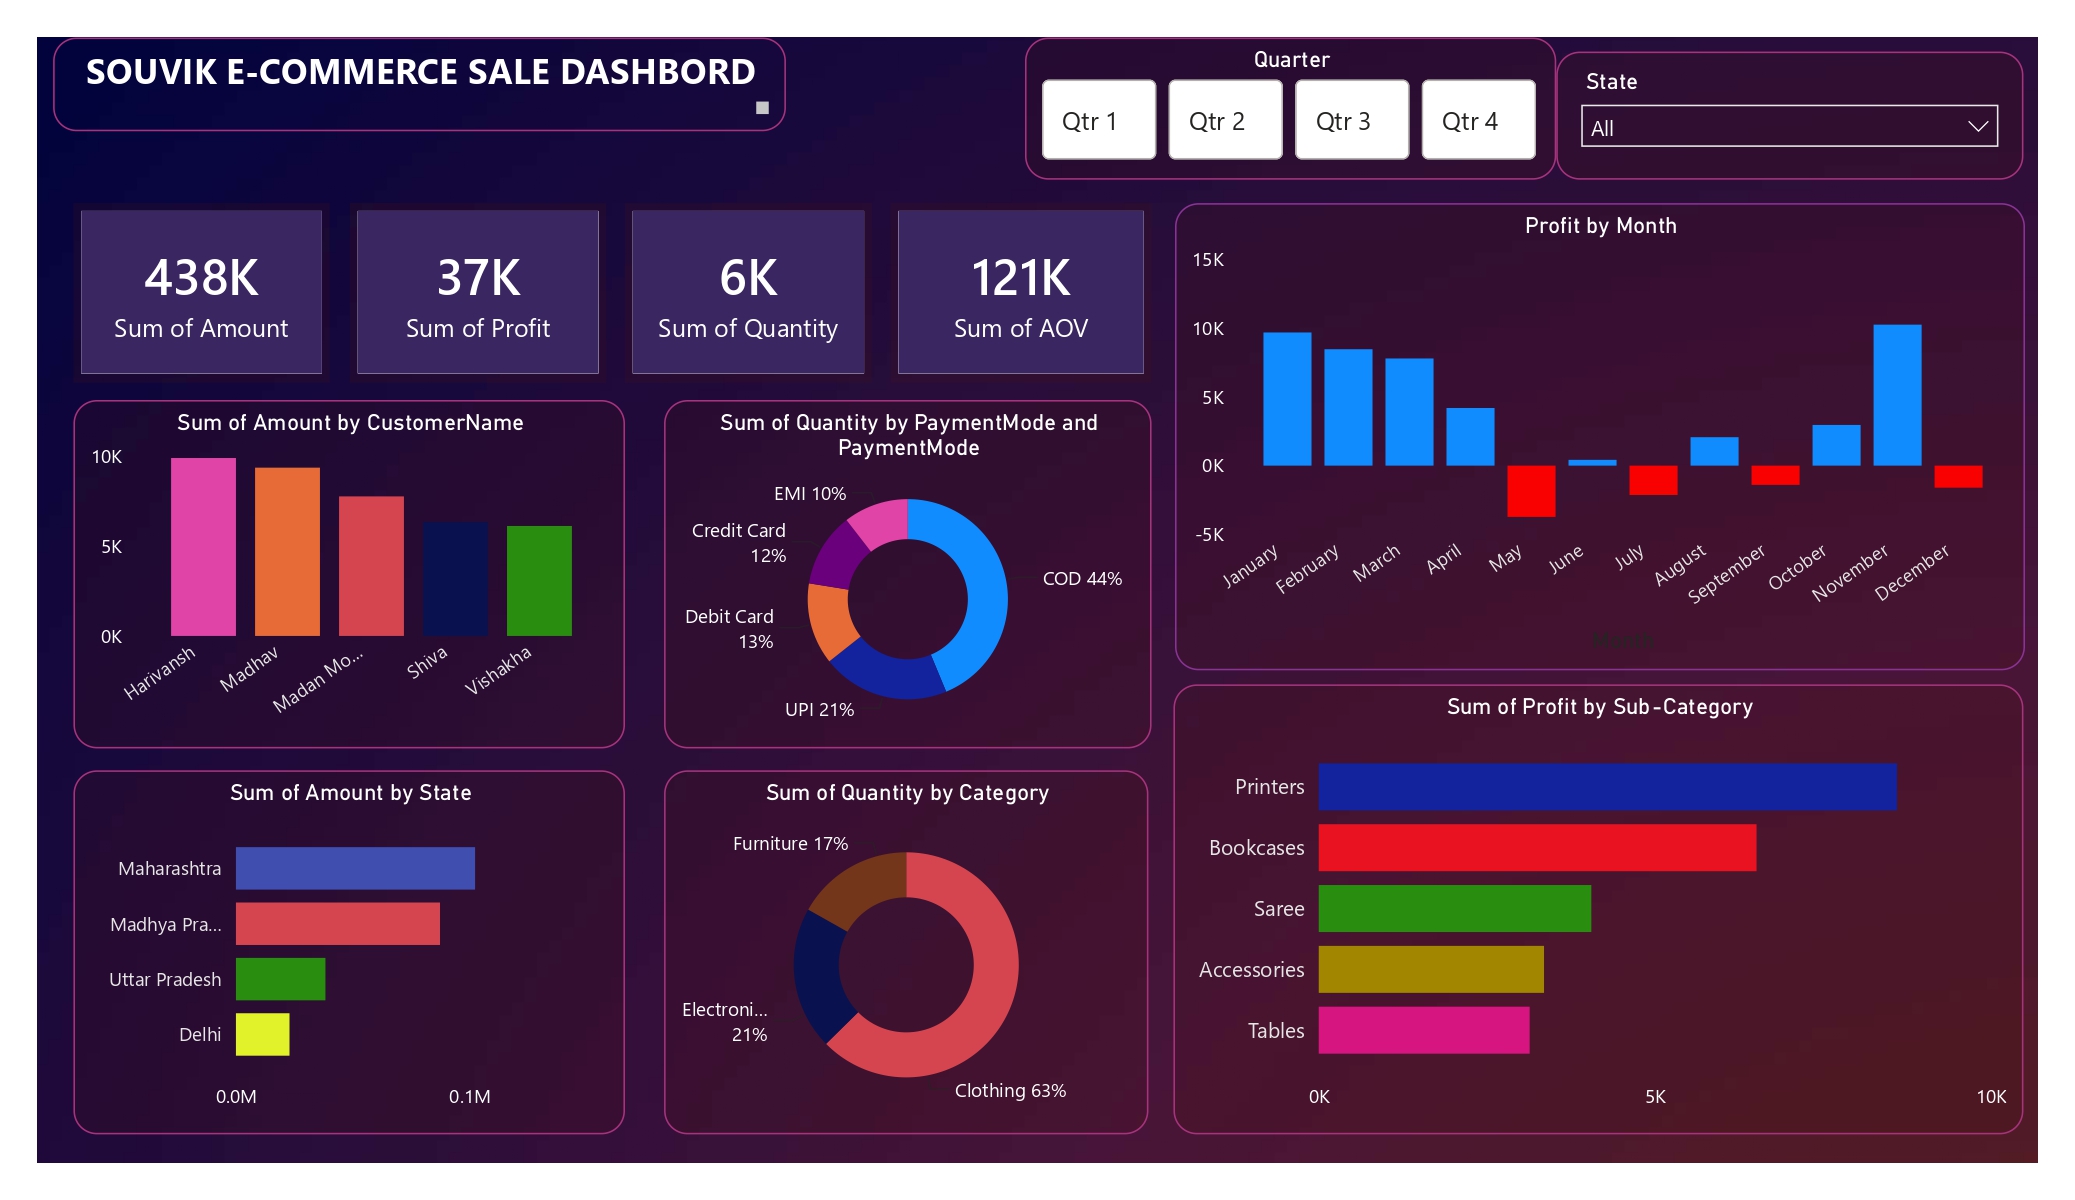 SOUVIK E-COMMERCE SALE DASHBORD
Quarter
Qtr 1
Qtr 2
Qtr 3
Qtr 4
State
All
438K
Sum of Amount
37K
Sum of Profit
6K
Sum of Quantity
121K
Sum of AOV
Profit by Month
15K
10K
5K
0K
-5K
January
February
March
April
May
June
July
August
September
October
November
December
Month
Sum of Amount by CustomerName
10K
5K
0K
Harivansh
Madhav
Madan Mo...
Shiva
Vishakha
Sum of Quantity by PaymentMode and
PaymentMode
EMI 10%
Credit Card
12%
Debit Card
13%
UPI 21%
COD 44%
Sum of Amount by State
Maharashtra
Madhya Pra...
Uttar Pradesh
Delhi
0.0M
0.1M
Sum of Quantity by Category
Furniture 17%
Electroni...
21%
Clothing 63%
Sum of Profit by Sub-Category
Printers
Bookcases
Saree
Accessories
Tables
0K
5K
10K